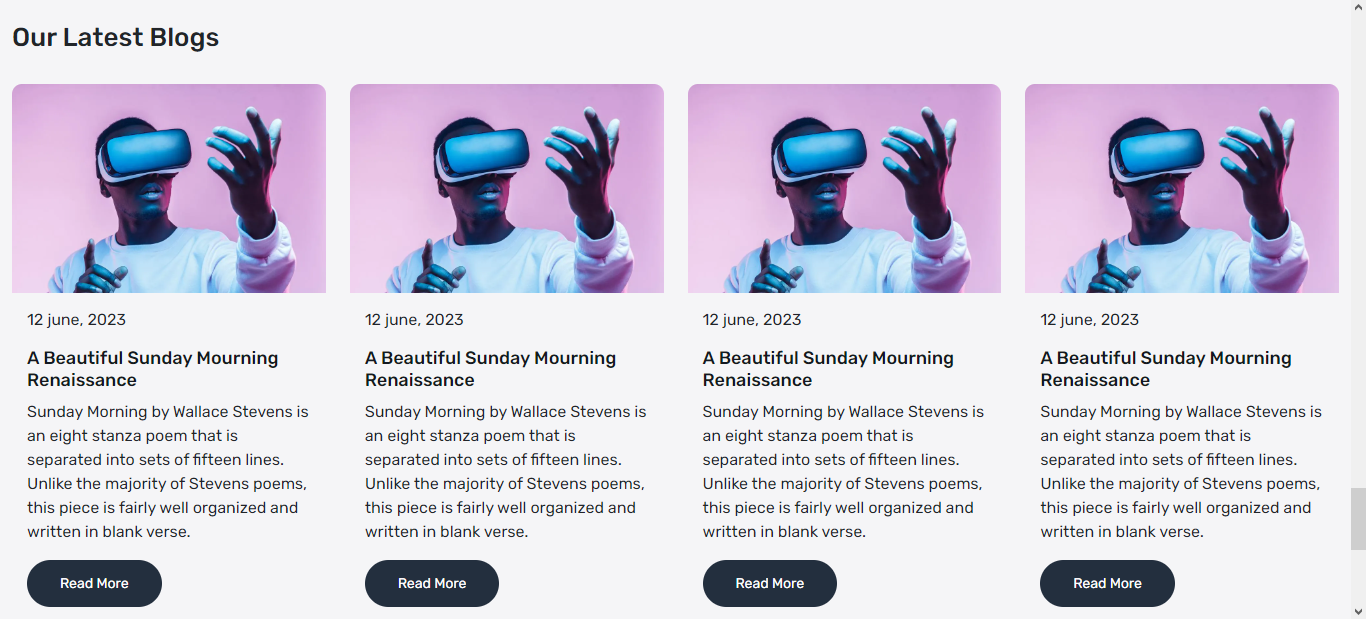 Our Latest Blogs
12 june, 2023
A Beautiful Sunday Mourning
Renaissance
Sunday Morning by Wallace Stevens is
an eight stanza poem that is
separated into sets of fifteen lines.
Unlike the majority of Stevens poems,
this piece is fairly well organized and
written in blank verse.
Read More
12 june, 2023
A Beautiful Sunday Mourning
Renaissance
Sunday Morning by Wallace Stevens is
an eight stanza poem that is
separated into sets of fifteen lines.
Unlike the majority of Stevens poems,
this piece is fairly well organized and
written in blank verse.
Read More
12 june, 2023
A Beautiful Sunday Mourning
Renaissance
Sunday Morning by Wallace Stevens is
an eight stanza poem that is
separated into sets of fifteen lines.
Unlike the majority of Stevens poems,
this piece is fairly well organized and
written in blank verse.
Read More
12 june, 2023
A Beautiful Sunday Mourning
Renaissance
Sunday Morning by Wallace Stevens is
an eight stanza poem that is
separated into sets of fifteen lines.
Unlike the majority of Stevens poems,
this piece is fairly well organized and
written in blank verse.
Read More